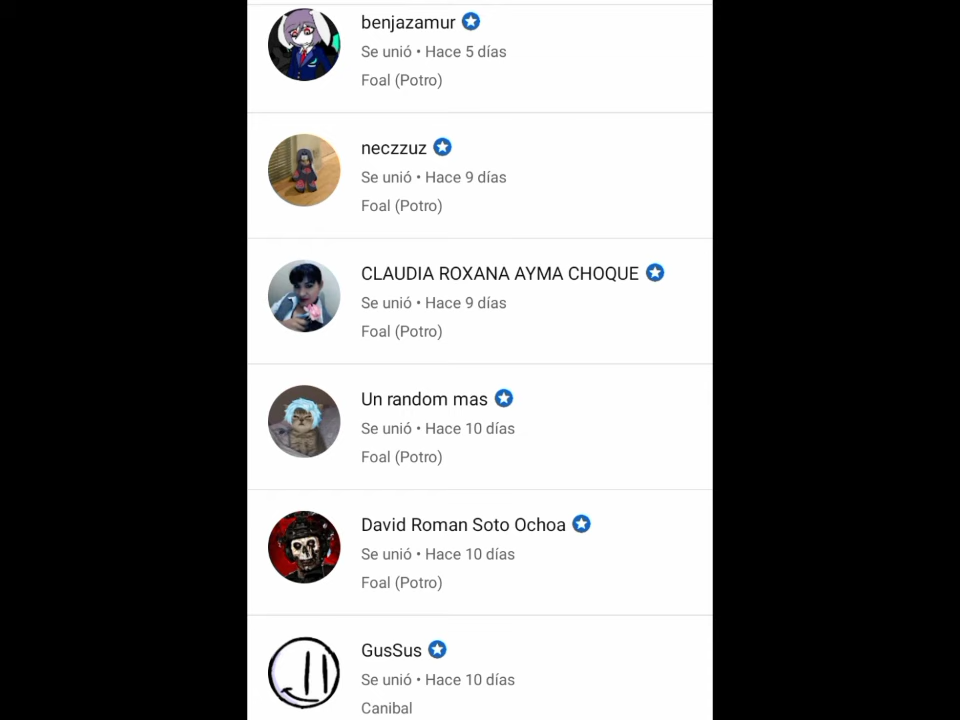 benjazamur
Se unió • Hace 5 días
Foal (Potro)
neczzuz
Se unió • Hace 9 días
Foal (Potro)
CLAUDIA ROXANA AYMA CHOQUE
Se unió • Hace 9 días
Foal (Potro)
Un random mas
Se unió • Hace 10 días
Foal (Potro)
David Roman Soto Ochoa
Se unió • Hace 10 días
Foal (Potro)
GusSus
Se unió • Hace 10 días
Canibal